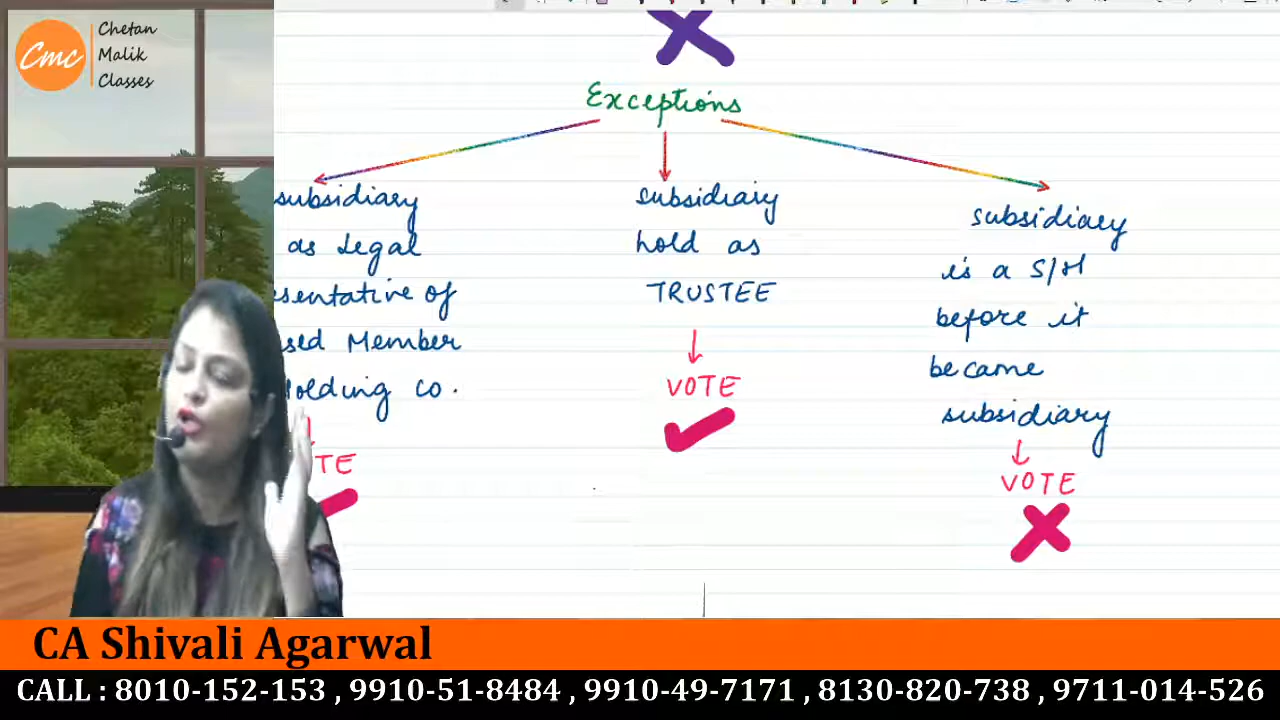 Cmc
Chetan
Malik
Classes
Exceptions
subsidiary
as legal
esentative of
sed Member
olding co.
TE
subsidiary
hold as
TRUSTEE
VOTE
subsidiary
is a S/H
before it
became
subsidiary
VOTE
CA Shivali Agarwal
CALL : 8010-152-153 , 9910-51-8484 , 9910-49-7171 , 8130-820-738 , 9711-014-526